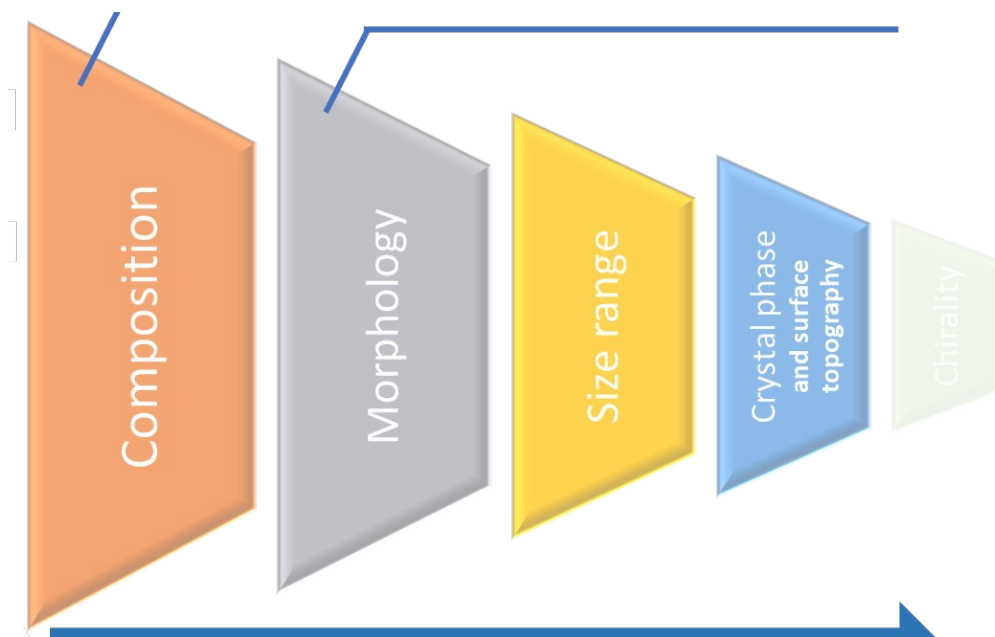 Composition
Morphology
Size range
Crystal phase
and surface
topography
Chirality